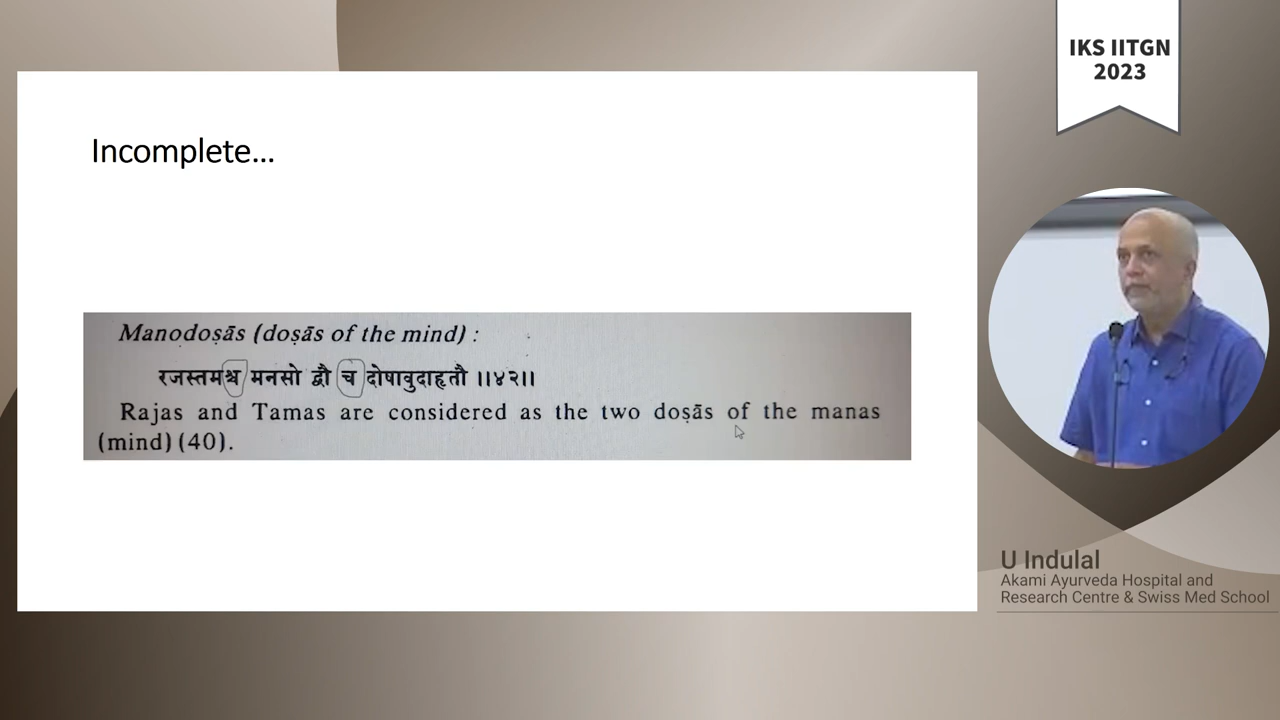 IKS IITGN
2023
Incomplete...
Manodoṣās (doṣās of the mind) :
रजस्तमश्च मनसो द्वौ च दोषावुदाहृतौ ।।४२।।
Rajas and Tamas are considered as the two doṣās of the manas
(mind) (40).
U Indulal
Akami Ayurveda Hospital and
Research Centre & Swiss Med School